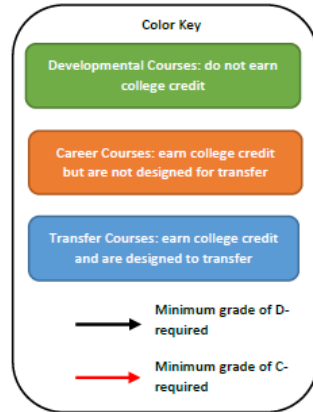 Color Key
Developmental Courses: do not earn
college credit
Career Courses: earn college credit
but are not designed for transfer
Transfer Courses: earn college credit
and are designed to transfer
Minimum grade of D-
required
Minimum grade of C-
required